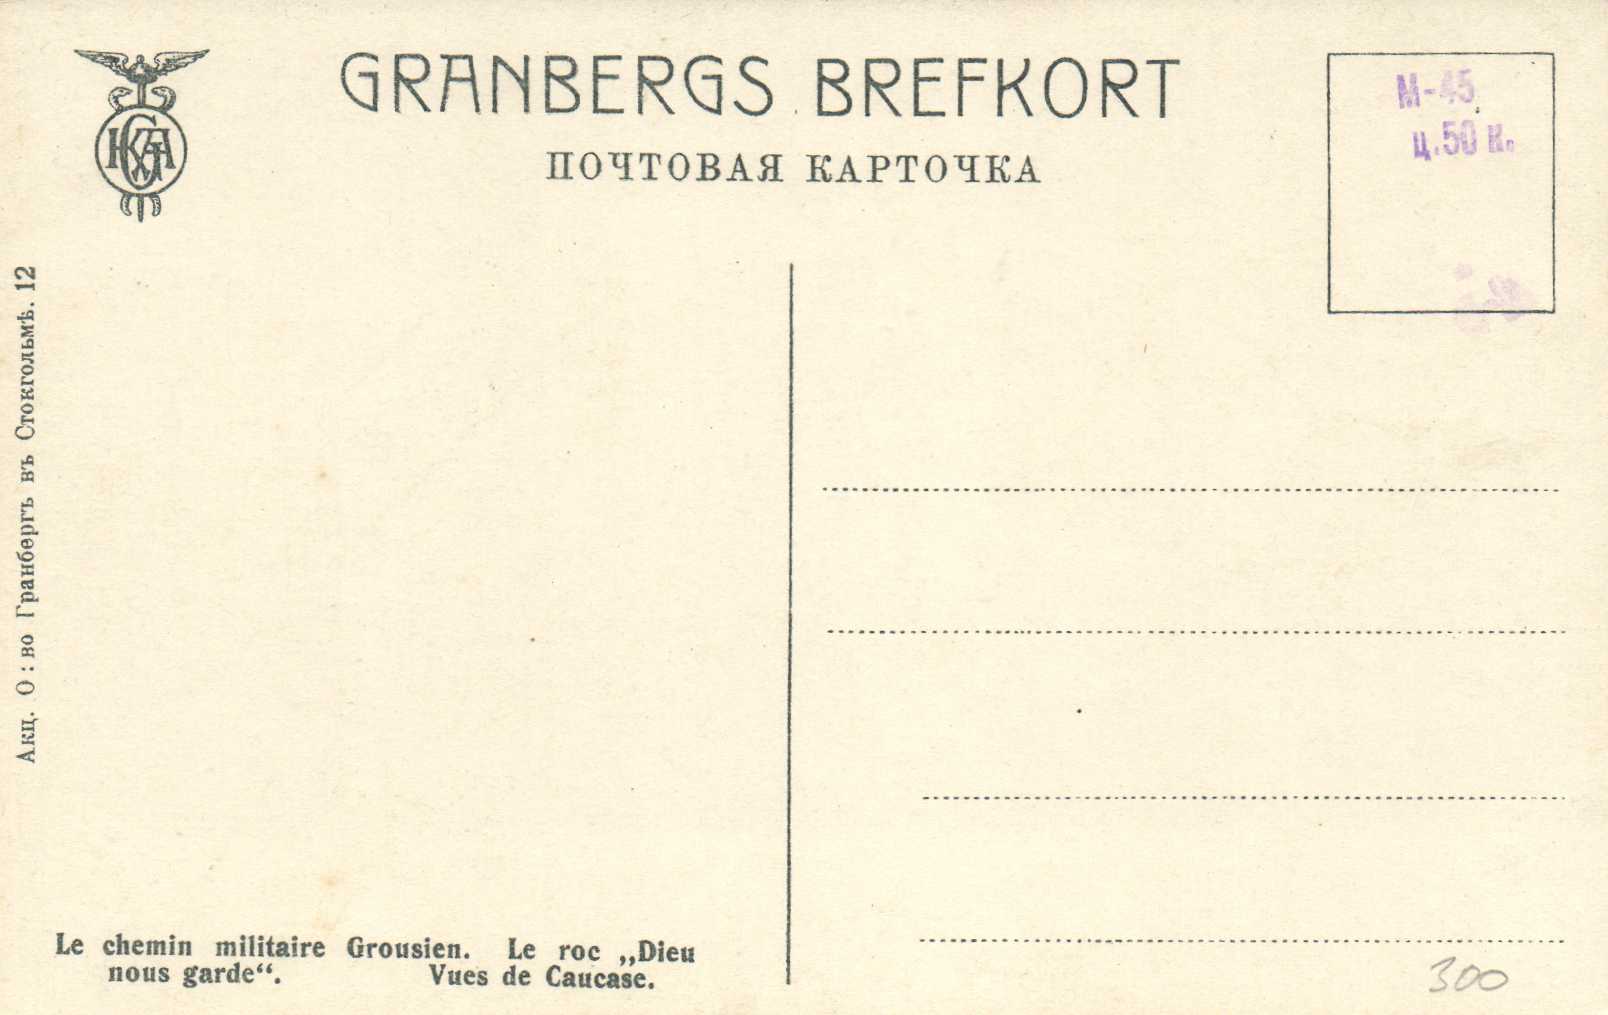 GRANBERGS BREFKORT
ПОЧТОВАЯ КАРТОЧКА
М-45
ц.50 к.
Акц. О:во Гранбергъ въ Стокгольмѣ. 12
Le chemin militaire Grousien. Le roc „Dieu
nous garde“. Vues de Caucase.
300